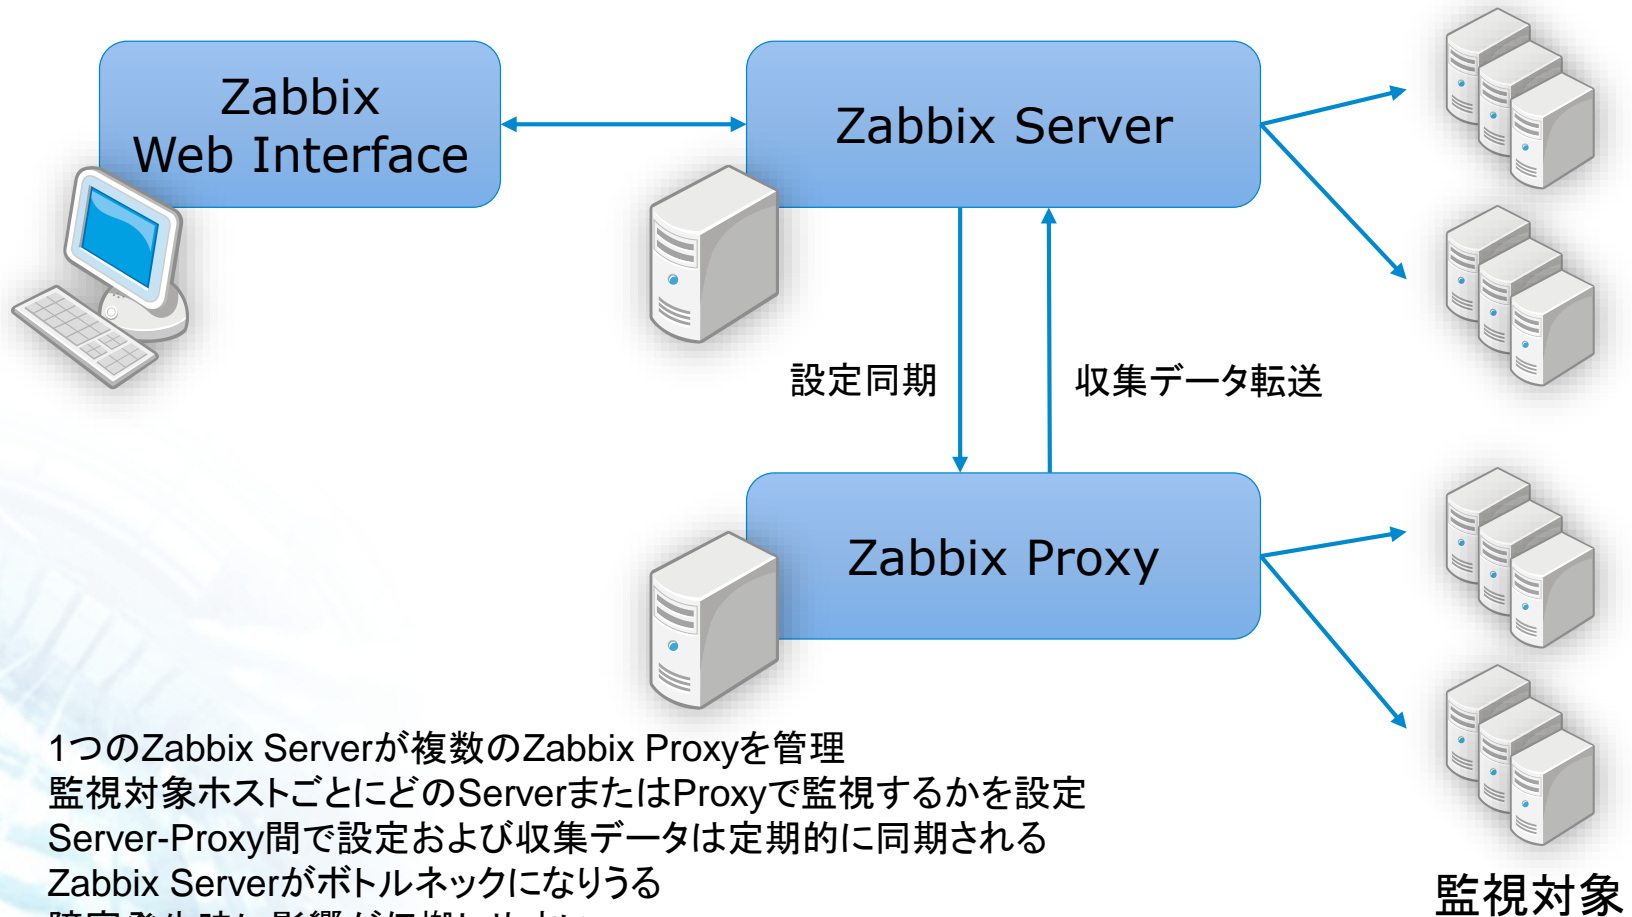 Zabbix
Web Interface
Zabbix Server
設定同期
収集データ転送
Zabbix Proxy
1つのZabbix Serverが複数のZabbix Proxyを管理
監視対象ホストごとにどのServerまたはProxyで監視するかを設定
Server-Proxy間で設定および収集データは定期的に同期される
Zabbix Serverがボトルネックになりうる
監視対象